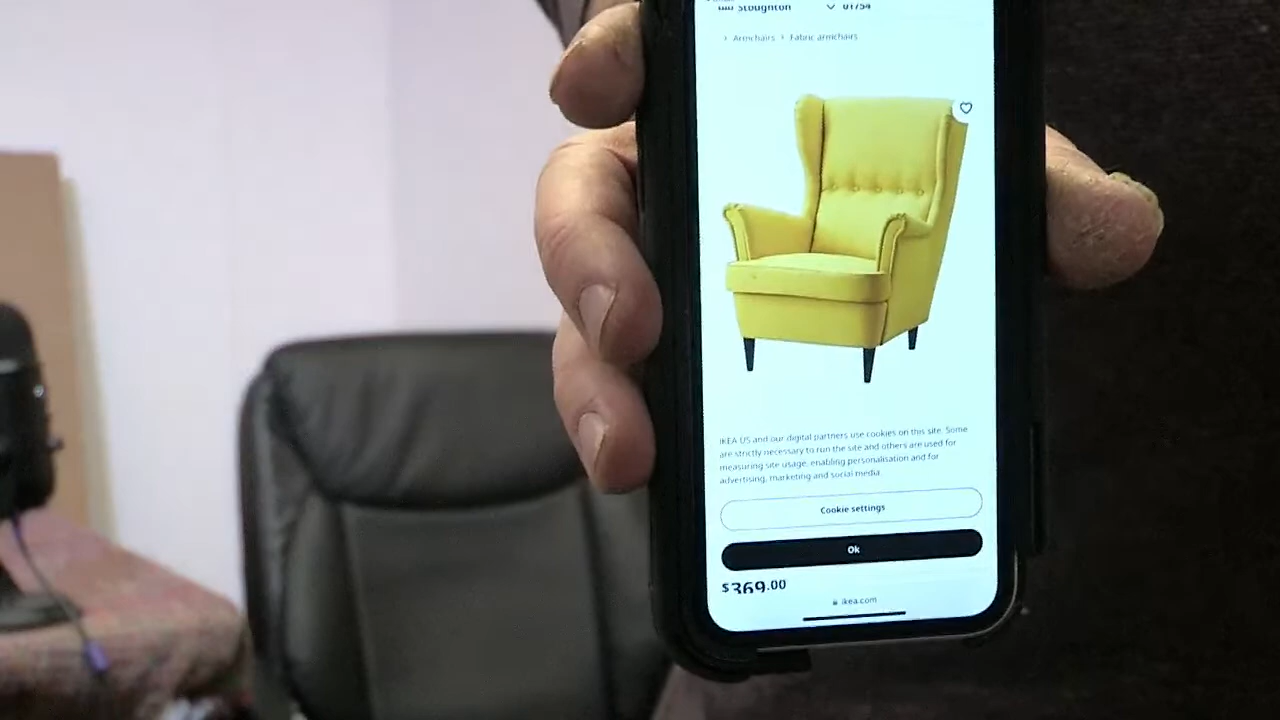 Stoughton 01754
Armchairs Fabric armchairs
IKEA US and our digital partners use cookies on this site. Some
are strictly necessary to run the site and others are used for
measuring site usage, enabling personalisation and for
advertising, marketing and social media.
Cookie settings
Ok
$369.00
ikea.com